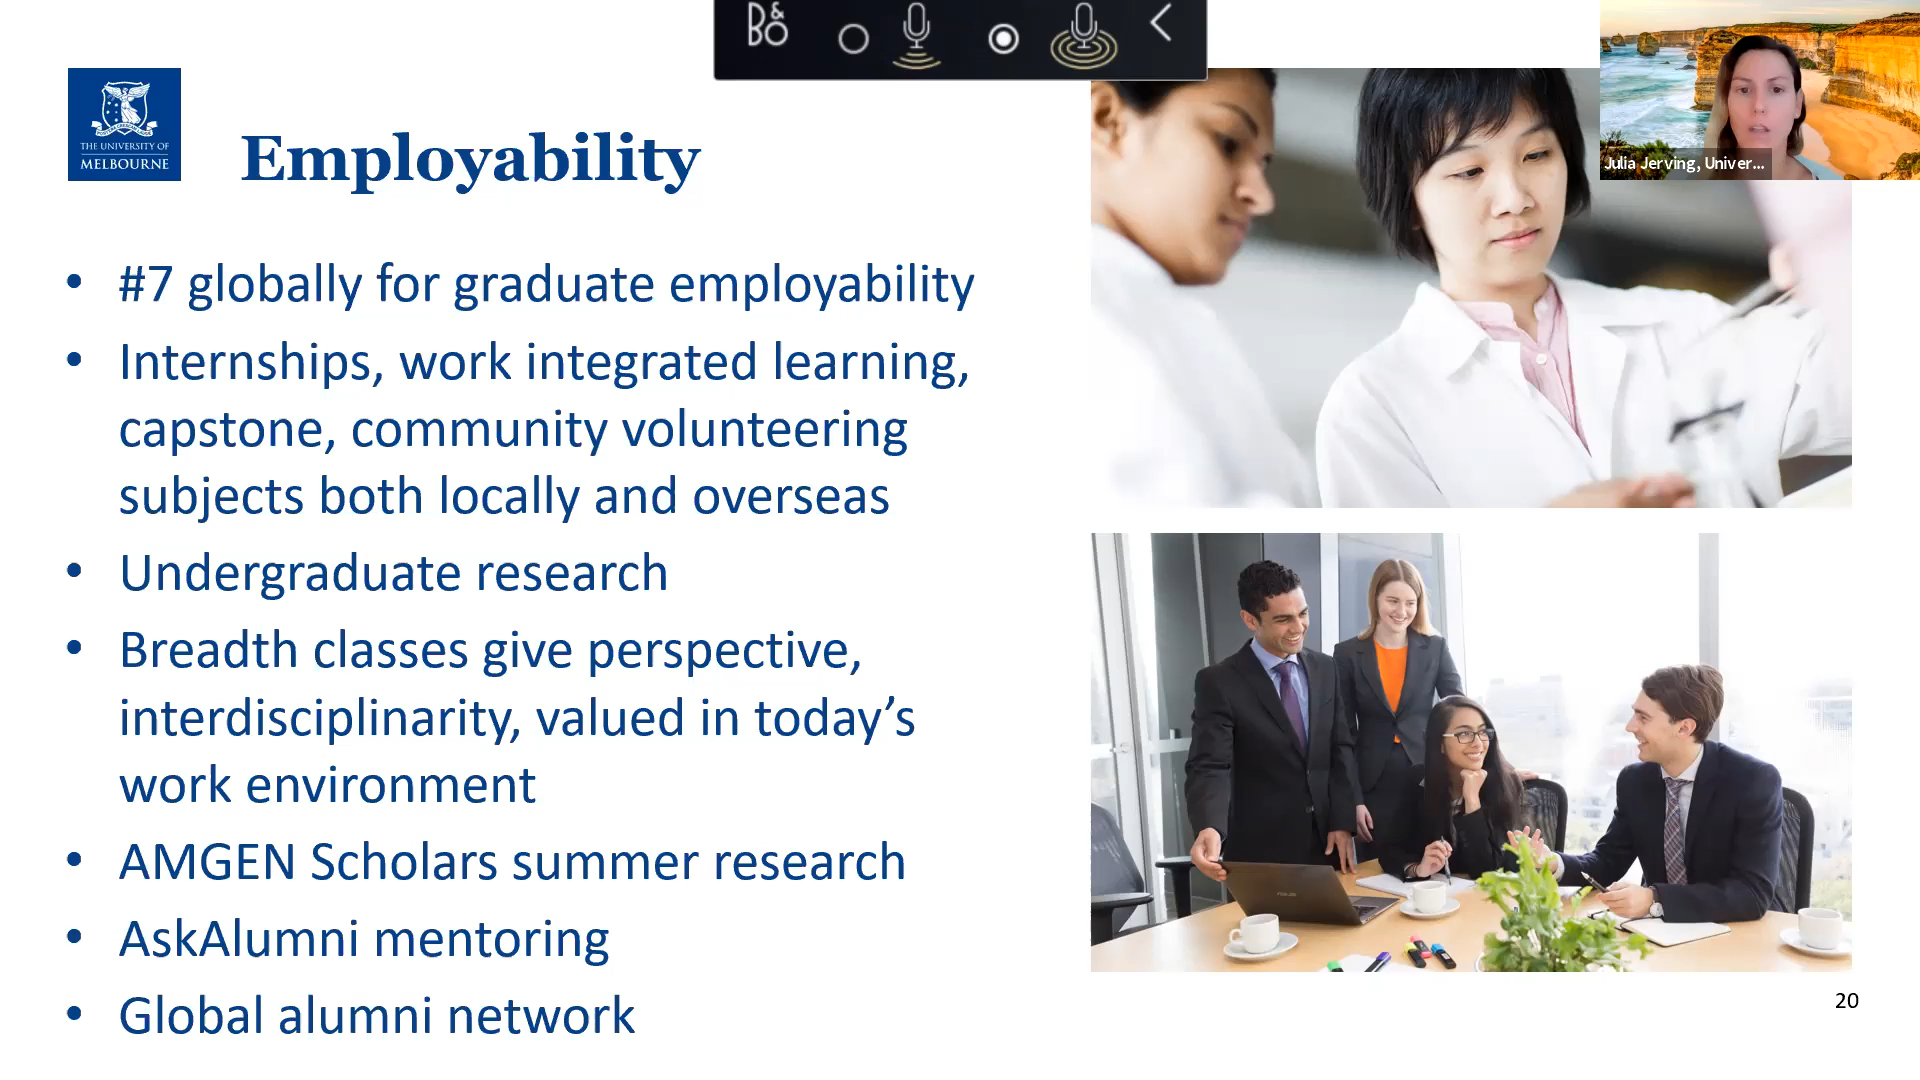 B&O
THE UNIVERSITY OF
MELBOURNE
Employability
Julia Jerving, Univer...
• #7 globally for graduate employability
• Internships, work integrated learning,
capstone, community volunteering
subjects both locally and overseas
• Undergraduate research
• Breadth classes give perspective,
interdisciplinarity, valued in today’s
work environment
• AMGEN Scholars summer research
• AskAlumni mentoring
• Global alumni network
20